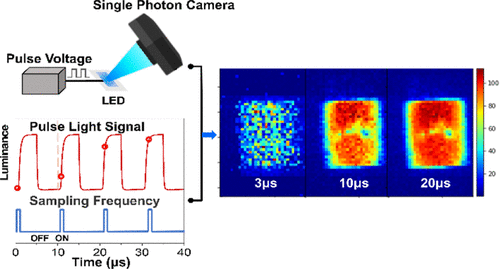 Single Photon Camera
Pulse Voltage
LED
Pulse Light Signal
Luminance
Sampling Frequency
OFF ON
0 10 20 30 40
Time (µs)
3µs 10µs 20µs
100
80
60
40
20
0